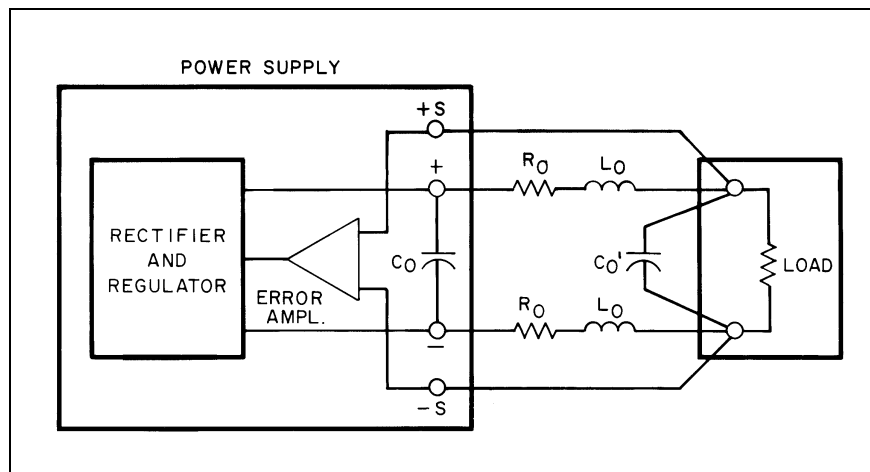 POWER SUPPLY
+S
+
RO
LO
RECTIFIER
AND
REGULATOR
CO
CO'
LOAD
ERROR
AMPL.
RO
LO
−
−S